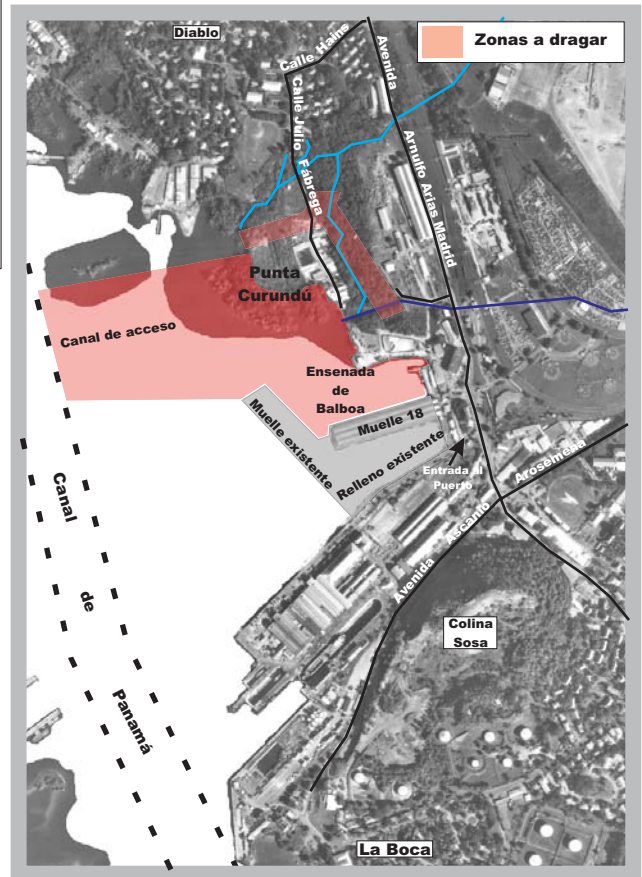 Diablo
Zonas a dragar
Calle Hains
Avenida
Arnulfo Arias Madrid
Calle Julio Fábrega
Punta
Curundú
Canal de acceso
Ensenada
de
Balboa
Muelle 18
Muelle existente
Relleno existente
Entrada al
Puerto
Avenida Ascanio Arosemena
Canal
de
Panamá
Colina
Sosa
La Boca